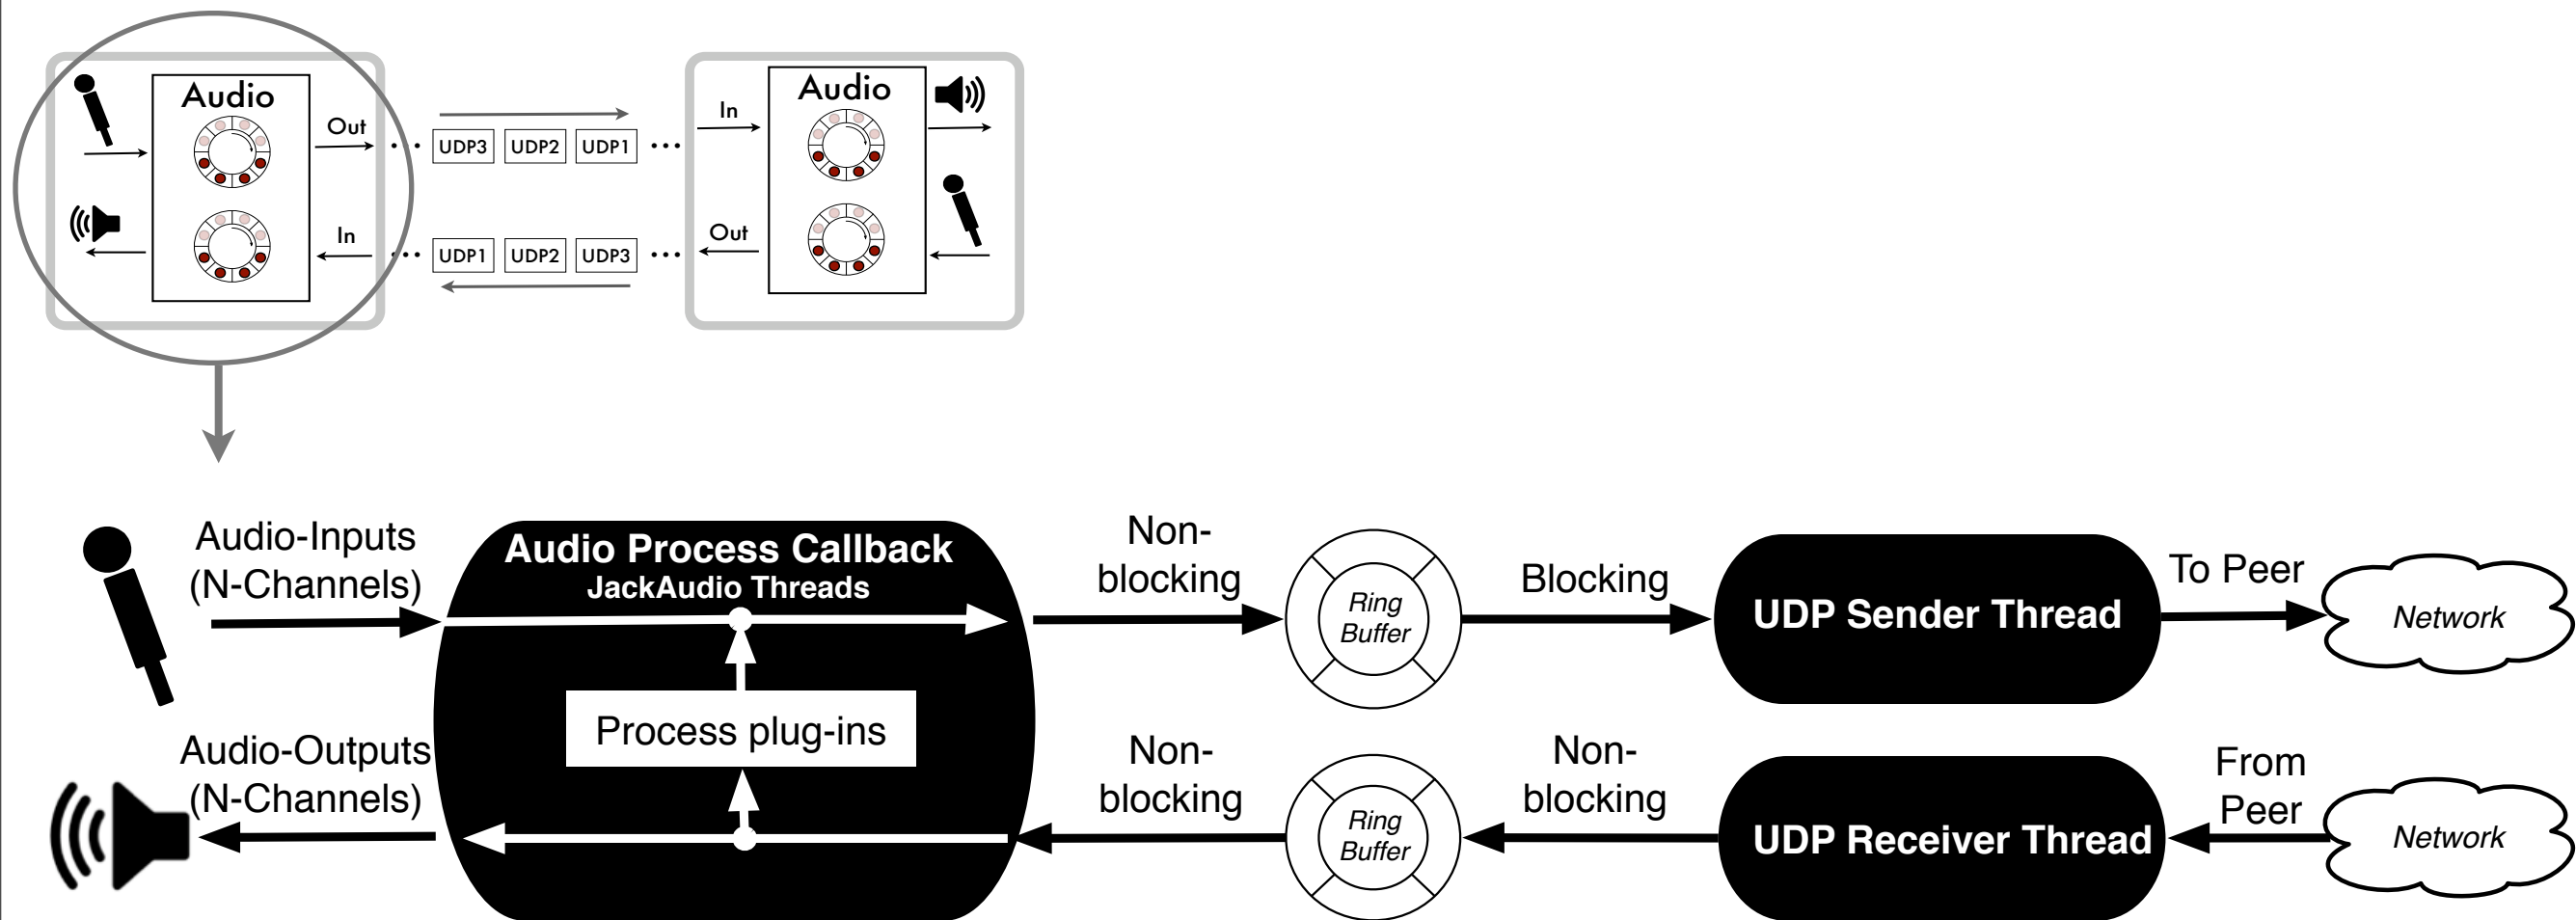 Audio
Out
In
UDP3 UDP2 UDP1
UDP1 UDP2 UDP3
In
Out
Audio
Audio-Inputs
(N-Channels)
Audio Process Callback
JackAudio Threads
Non-
blocking
Ring
Buffer
Blocking
UDP Sender Thread
To Peer
Network
Process plug-ins
Audio-Outputs
(N-Channels)
Non-
blocking
Ring
Buffer
Non-
blocking
UDP Receiver Thread
From
Peer
Network